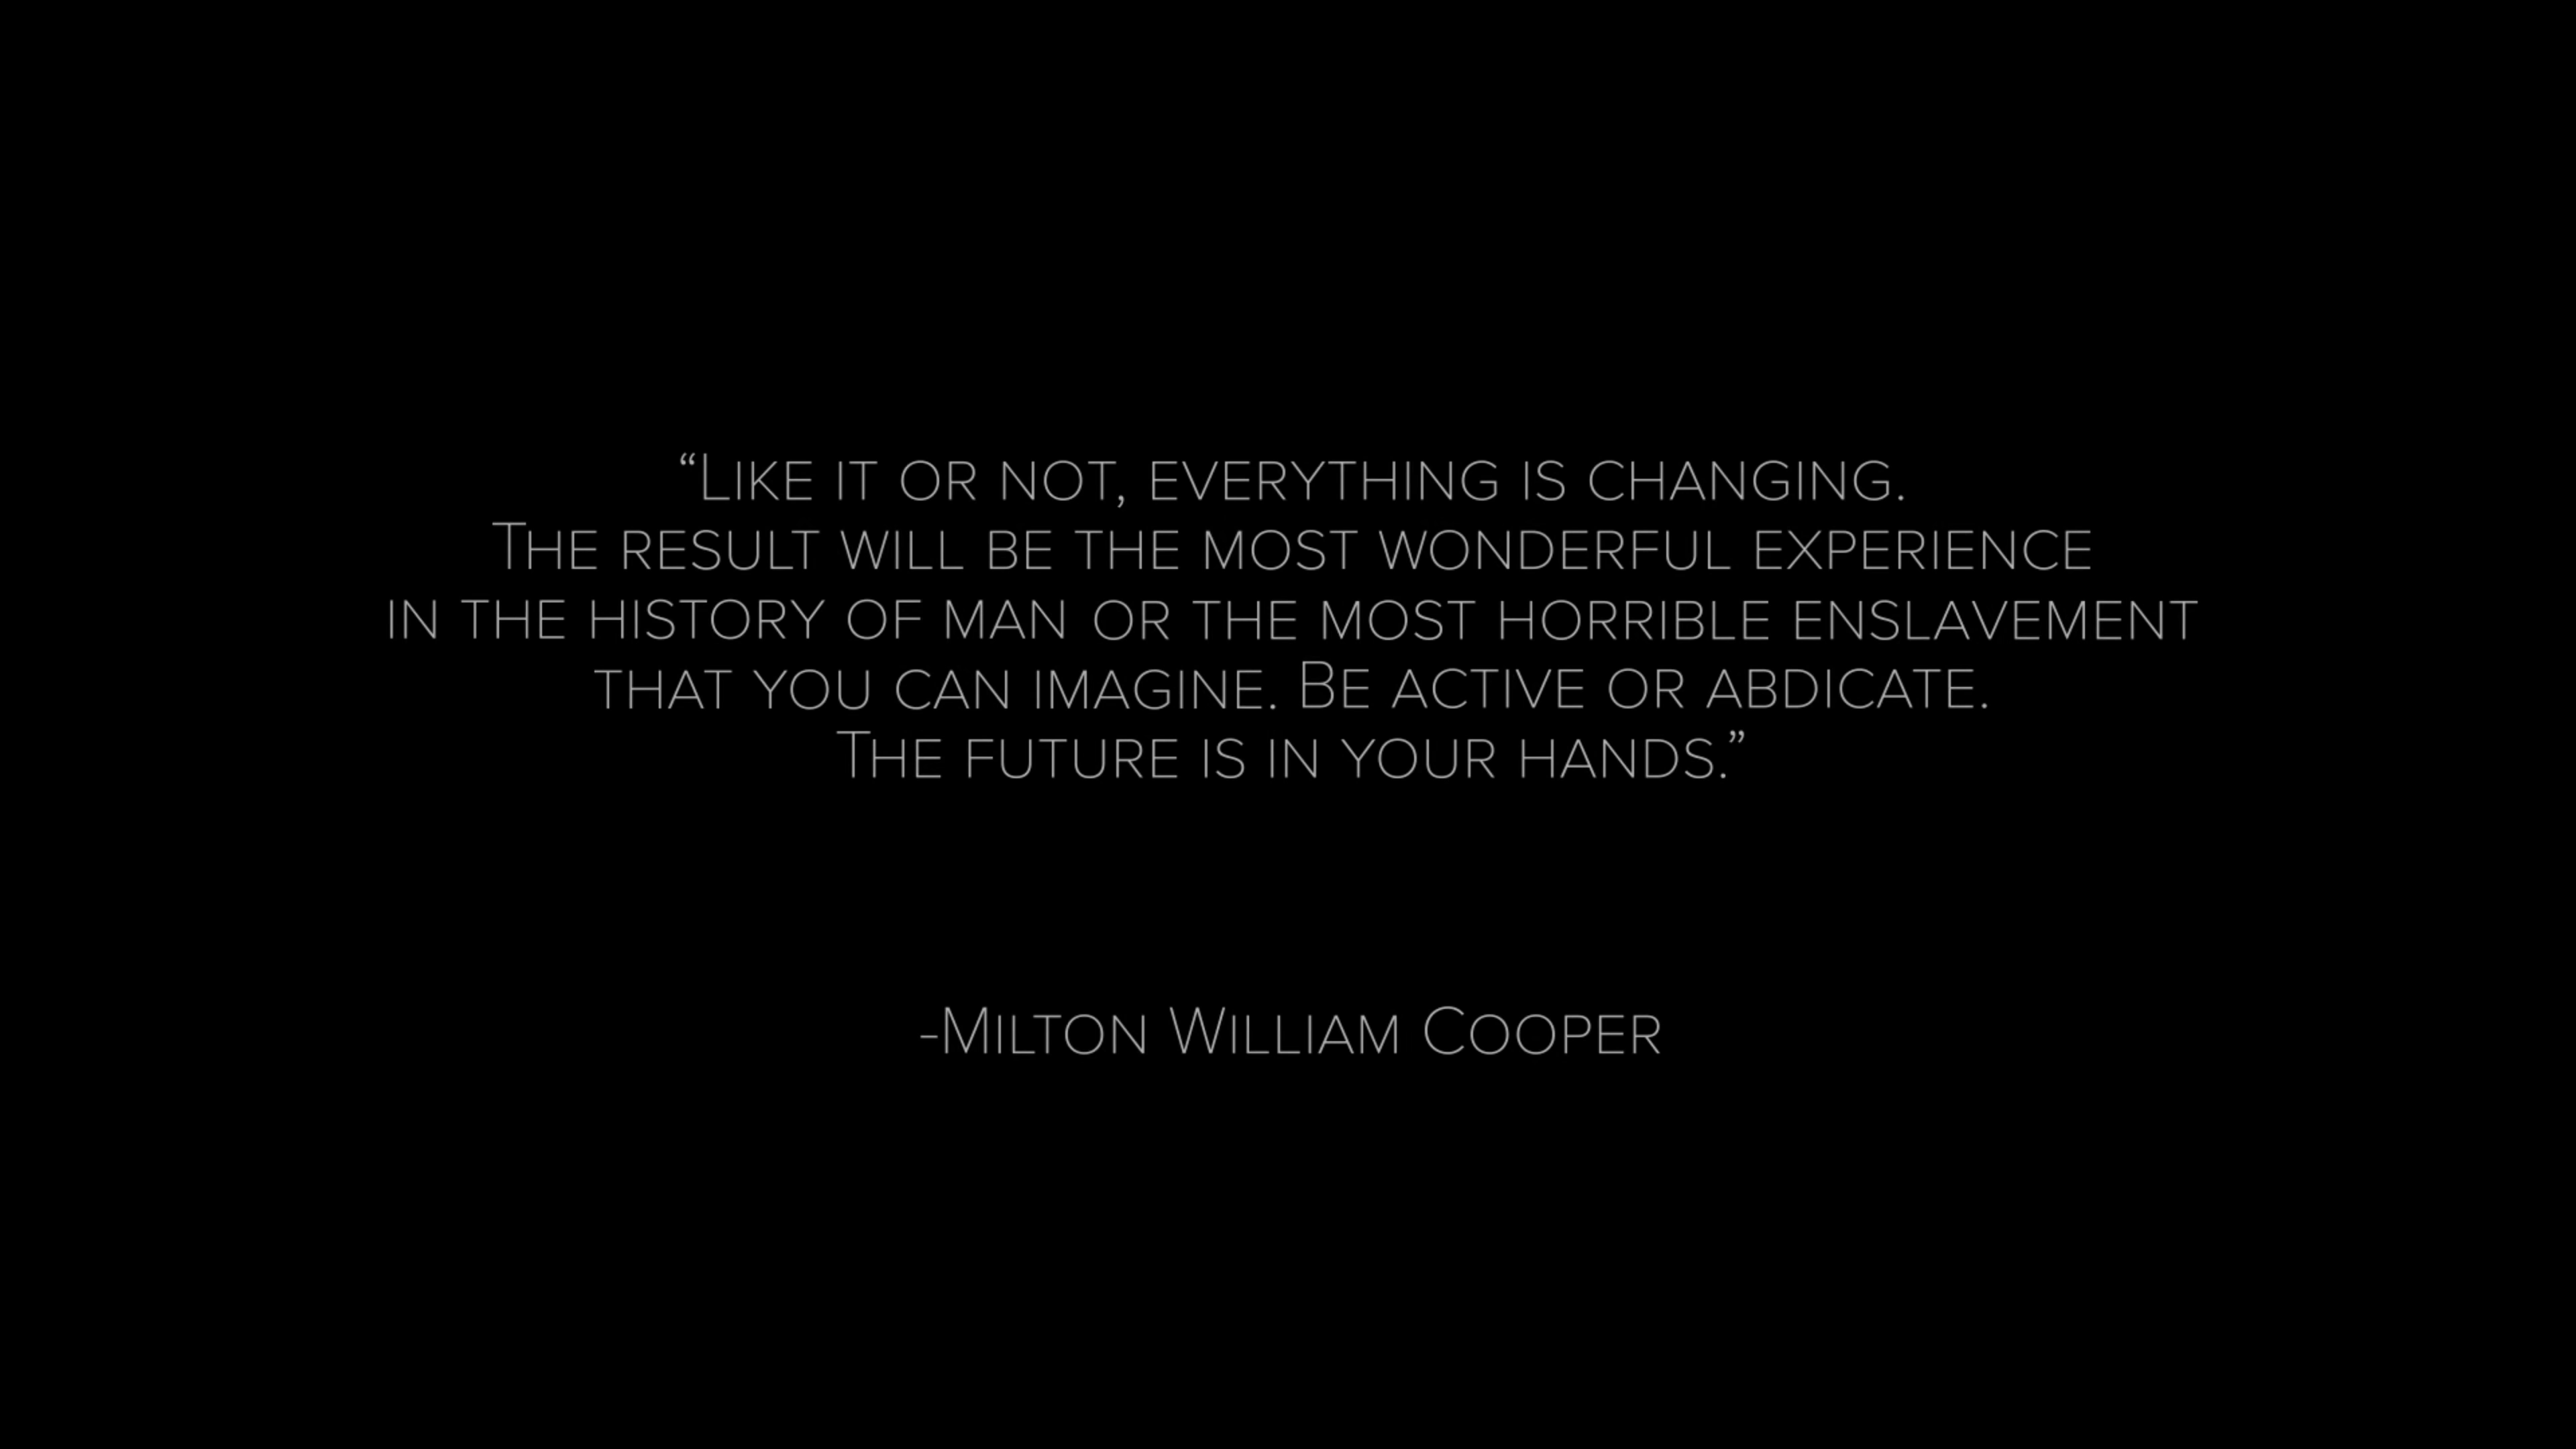 “Like it or not, everything is changing.
The result will be the most wonderful experience
in the history of man or the most horrible enslavement
that you can imagine. Be active or abdicate.
The future is in your hands.”
-Milton William Cooper